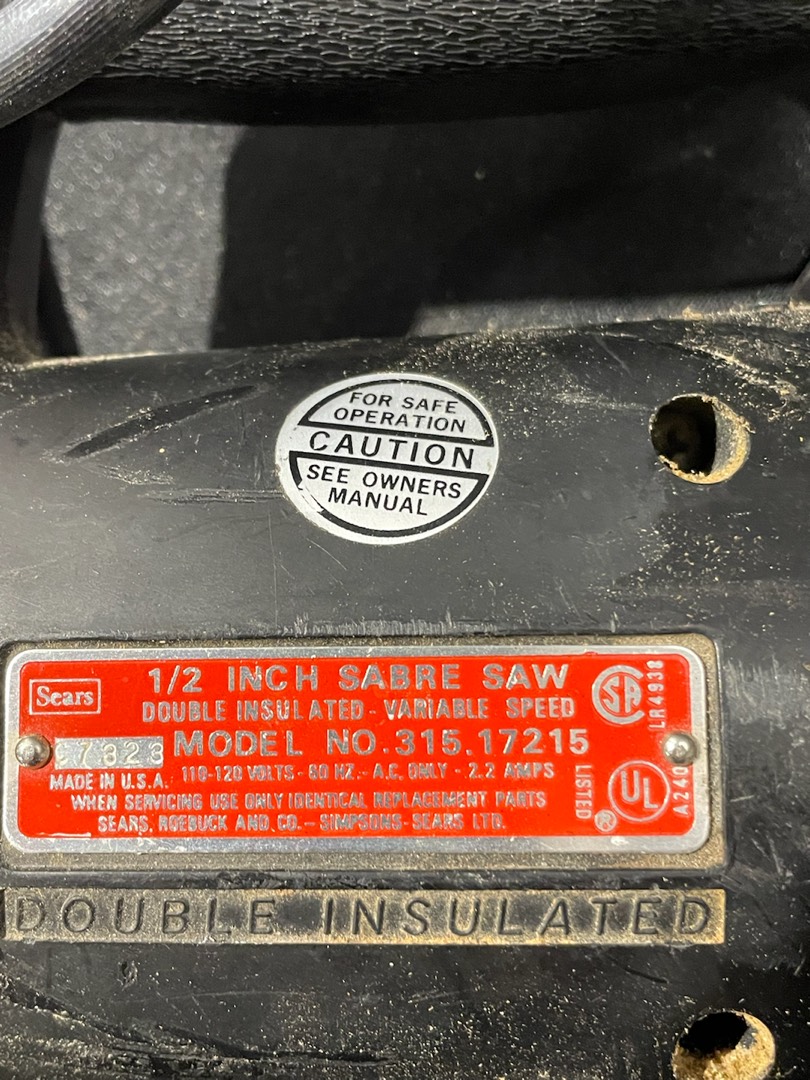 FOR SAFE
OPERATION
CAUTION
SEE OWNERS
MANUAL
Sears
1/2 INCH SABRE SAW
DOUBLE INSULATED - VARIABLE SPEED
MODEL NO. 315.17215
MADE IN U.S.A. 110-120 VOLTS - 60 HZ. - A.C. ONLY - 2.2 AMPS
WHEN SERVICING USE ONLY IDENTICAL REPLACEMENT PARTS
SEARS, ROEBUCK AND CO. - SIMPSONS-SEARS LTD.
SA
LR4938
LISTED
UL
®
A240
DOUBLE INSULATED